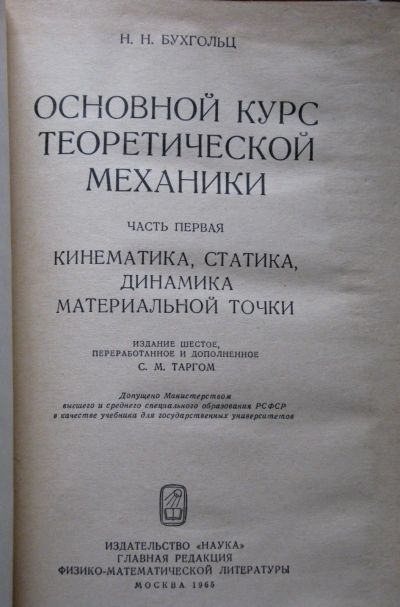 Н. Н. БУХГОЛЬЦ
ОСНОВНОЙ КУРС
ТЕОРЕТИЧЕСКОЙ
МЕХАНИКИ
ЧАСТЬ ПЕРВАЯ
КИНЕМАТИКА, СТАТИКА,
ДИНАМИКА
МАТЕРИАЛЬНОЙ ТОЧКИ
ИЗДАНИЕ ШЕСТОЕ,
ПЕРЕРАБОТАННОЕ И ДОПОЛНЕННОЕ
С. М. ТАРГОМ
Допущено Министерством
высшего и среднего специального образования РСФСР
в качестве учебника для государственных университетов
ИЗДАТЕЛЬСТВО «НАУКА»
ГЛАВНАЯ РЕДАКЦИЯ
ФИЗИКО-МАТЕМАТИЧЕСКОЙ ЛИТЕРАТУРЫ
МОСКВА 1965